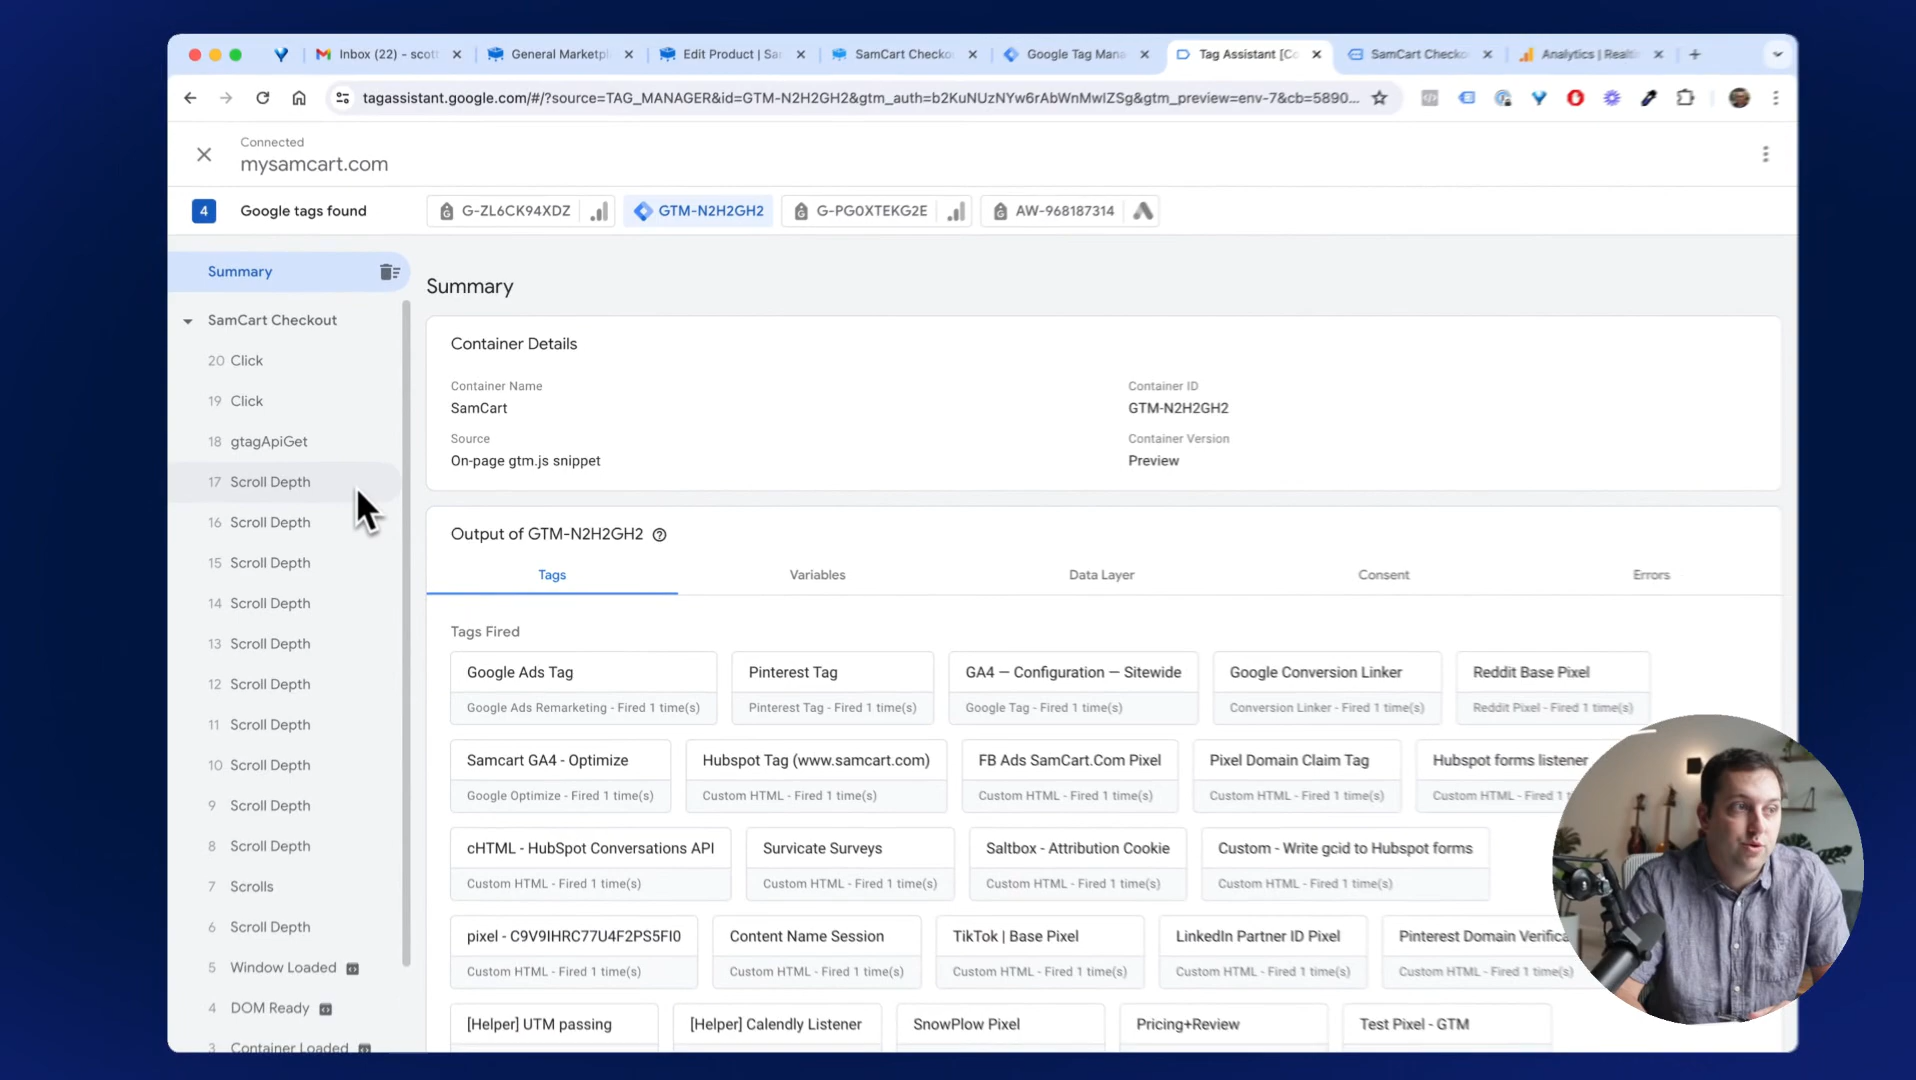 Inbox (22) - scott
General Marketpl
Edit Product | Sa
SamCart Checko
Google Tag Mana
Tag Assistant [Co
SamCart Checko
Analytics | Realti
tagassistant.google.com/#/?source=TAG_MANAGER&id=GTM-N2H2GH2&gtm_auth=b2KuNUzNYw6rAbWnMwIZSg&gtm_preview=env-7&cb=5890...
Connected
mysamcart.com
4 Google tags found
G-ZL6CK94XDZ
GTM-N2H2GH2
G-PG0XTEKG2E
AW-968187314
Summary
SamCart Checkout
20 Click
19 Click
18 gtagApiGet
17 Scroll Depth
16 Scroll Depth
15 Scroll Depth
14 Scroll Depth
13 Scroll Depth
12 Scroll Depth
11 Scroll Depth
10 Scroll Depth
9 Scroll Depth
8 Scroll Depth
7 Scrolls
6 Scroll Depth
5 Window Loaded
4 DOM Ready
3 Container Loaded
Summary
Container Details
Container Name
SamCart
Container ID
GTM-N2H2GH2
Source
On-page gtm.js snippet
Container Version
Preview
Output of GTM-N2H2GH2
Tags
Variables
Data Layer
Consent
Errors
Tags Fired
Google Ads Tag
Google Ads Remarketing - Fired 1 time(s)
Pinterest Tag
Pinterest Tag - Fired 1 time(s)
GA4 — Configuration — Sitewide
Google Tag - Fired 1 time(s)
Google Conversion Linker
Conversion Linker - Fired 1 time(s)
Reddit Base Pixel
Reddit Pixel - Fired 1 time(s)
Samcart GA4 - Optimize
Google Optimize - Fired 1 time(s)
Hubspot Tag (www.samcart.com)
Custom HTML - Fired 1 time(s)
FB Ads SamCart.Com Pixel
Custom HTML - Fired 1 time(s)
Pixel Domain Claim Tag
Custom HTML - Fired 1 time(s)
Hubspot forms listener
Custom HTML - Fired 1
cHTML - HubSpot Conversations API
Custom HTML - Fired 1 time(s)
Survicate Surveys
Custom HTML - Fired 1 time(s)
Saltbox - Attribution Cookie
Custom HTML - Fired 1 time(s)
Custom - Write gcid to Hubspot forms
Custom HTML - Fired 1 time(s)
pixel - C9V9IHRC77U4F2PS5FI0
Custom HTML - Fired 1 time(s)
Content Name Session
Custom HTML - Fired 1 time(s)
TikTok | Base Pixel
Custom HTML - Fired 1 time(s)
LinkedIn Partner ID Pixel
Custom HTML - Fired 1 time(s)
Pinterest Domain Verifica
Custom HTML - Fired 1 time(s)
[Helper] UTM passing
[Helper] Calendly Listener
SnowPlow Pixel
Pricing+Review
Test Pixel - GTM